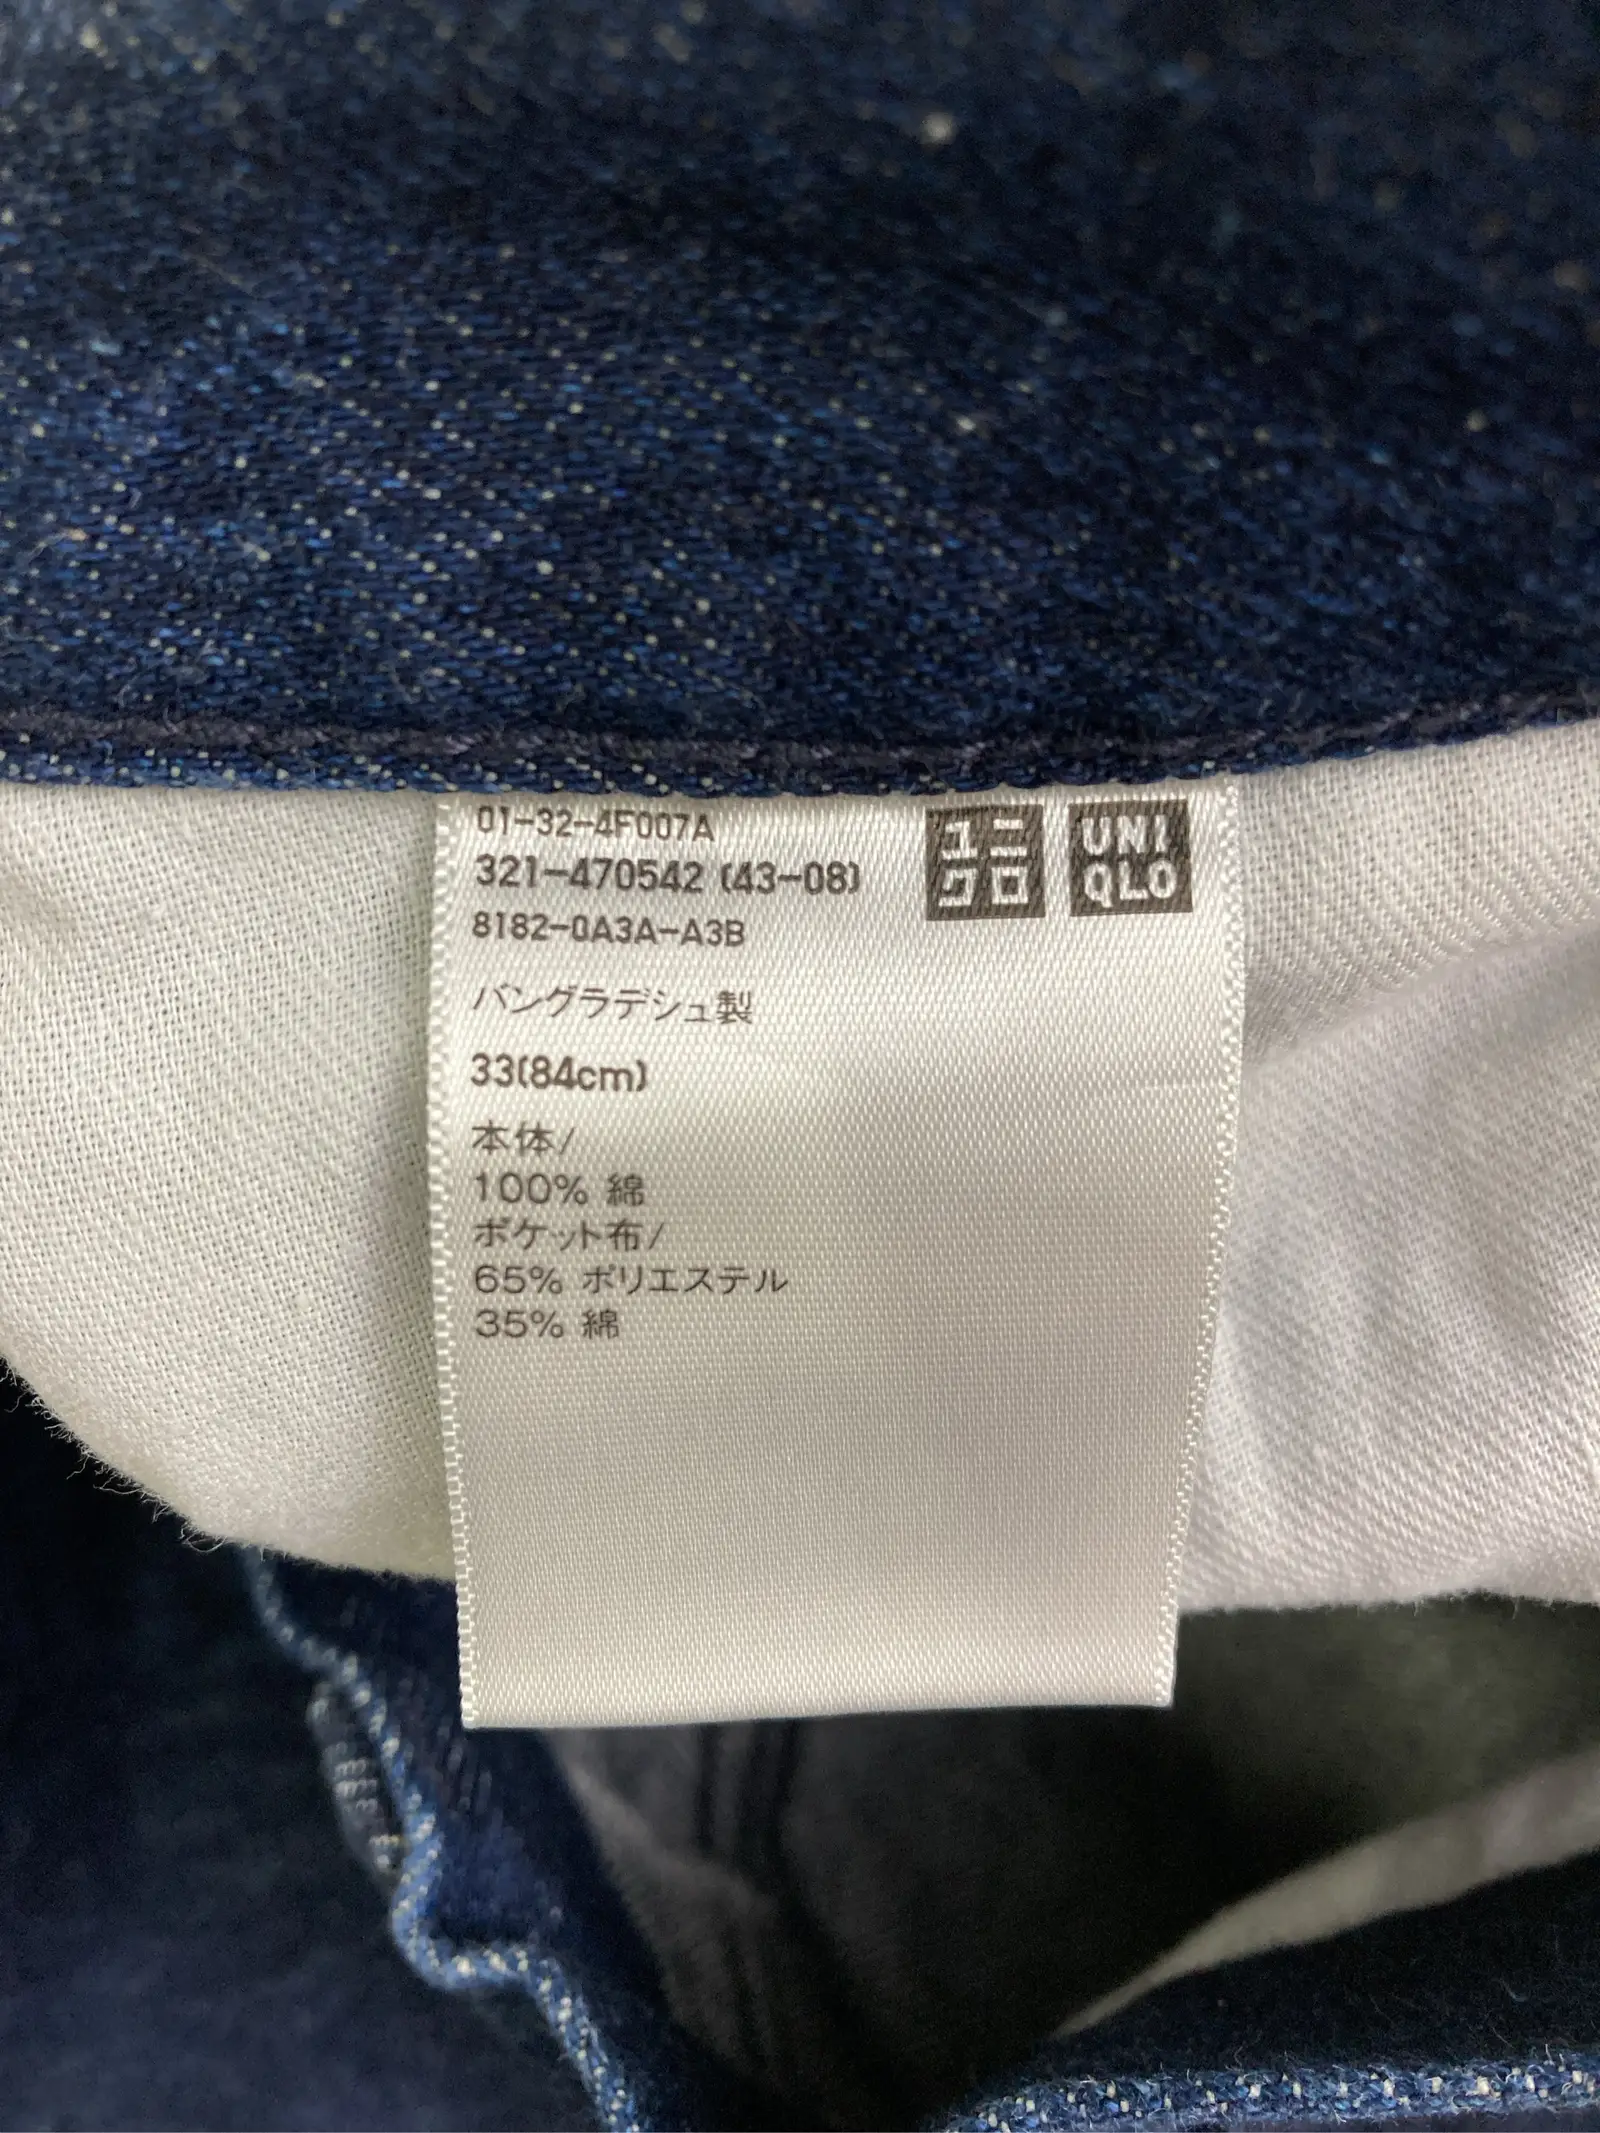 01-32-4F007A
321-470542 (43-08)
8182-0A3A-A3B
ユニ
クロ
UNI
QLO
バングラデシュ製
33(84cm)
本体/
100% 綿
ポケット布/
65% ポリエステル
35% 綿